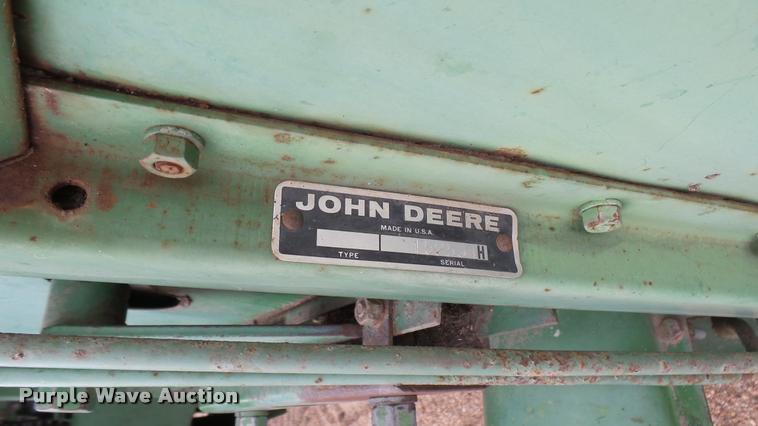 JOHN DEERE
MADE IN U.S.A.
H
TYPE SERIAL
Purple Wave Auction